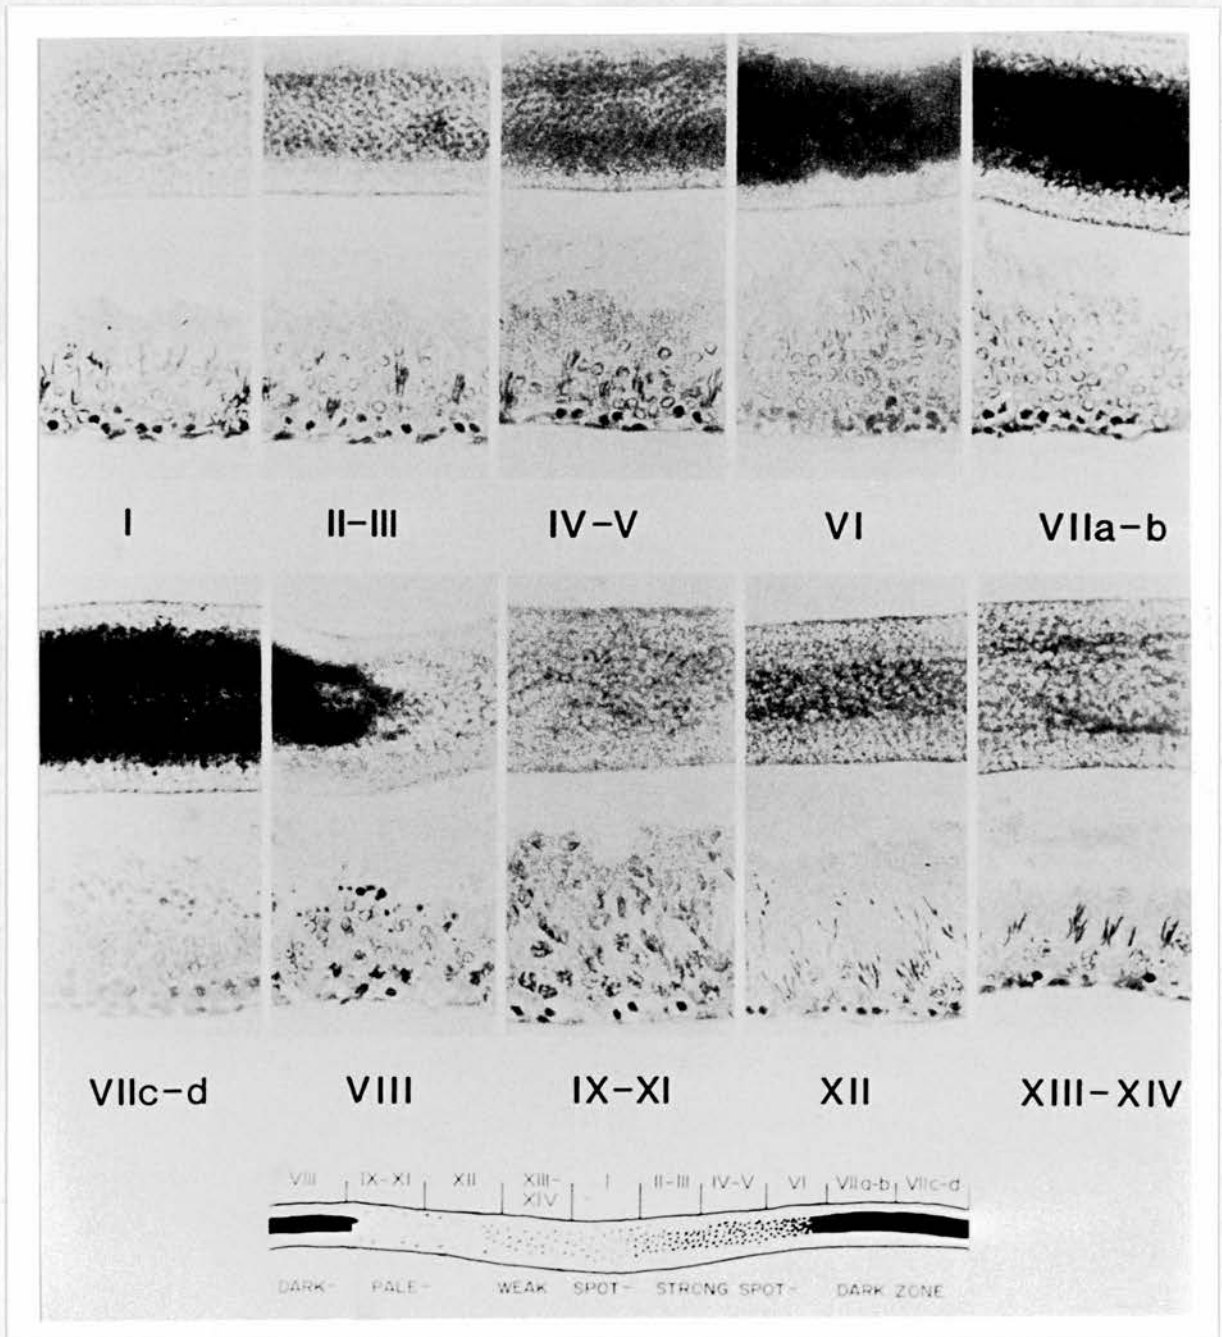 I II-III IV-V VI VIIa-b
VIIc-d VIII IX-XI XII XIII-XIV
VIII IX-XI XII XIII- I II-III IV-V VI VIIa-b VIIc-d
XIV
DARK- PALE- WEAK SPOT- STRONG SPOT- DARK ZONE